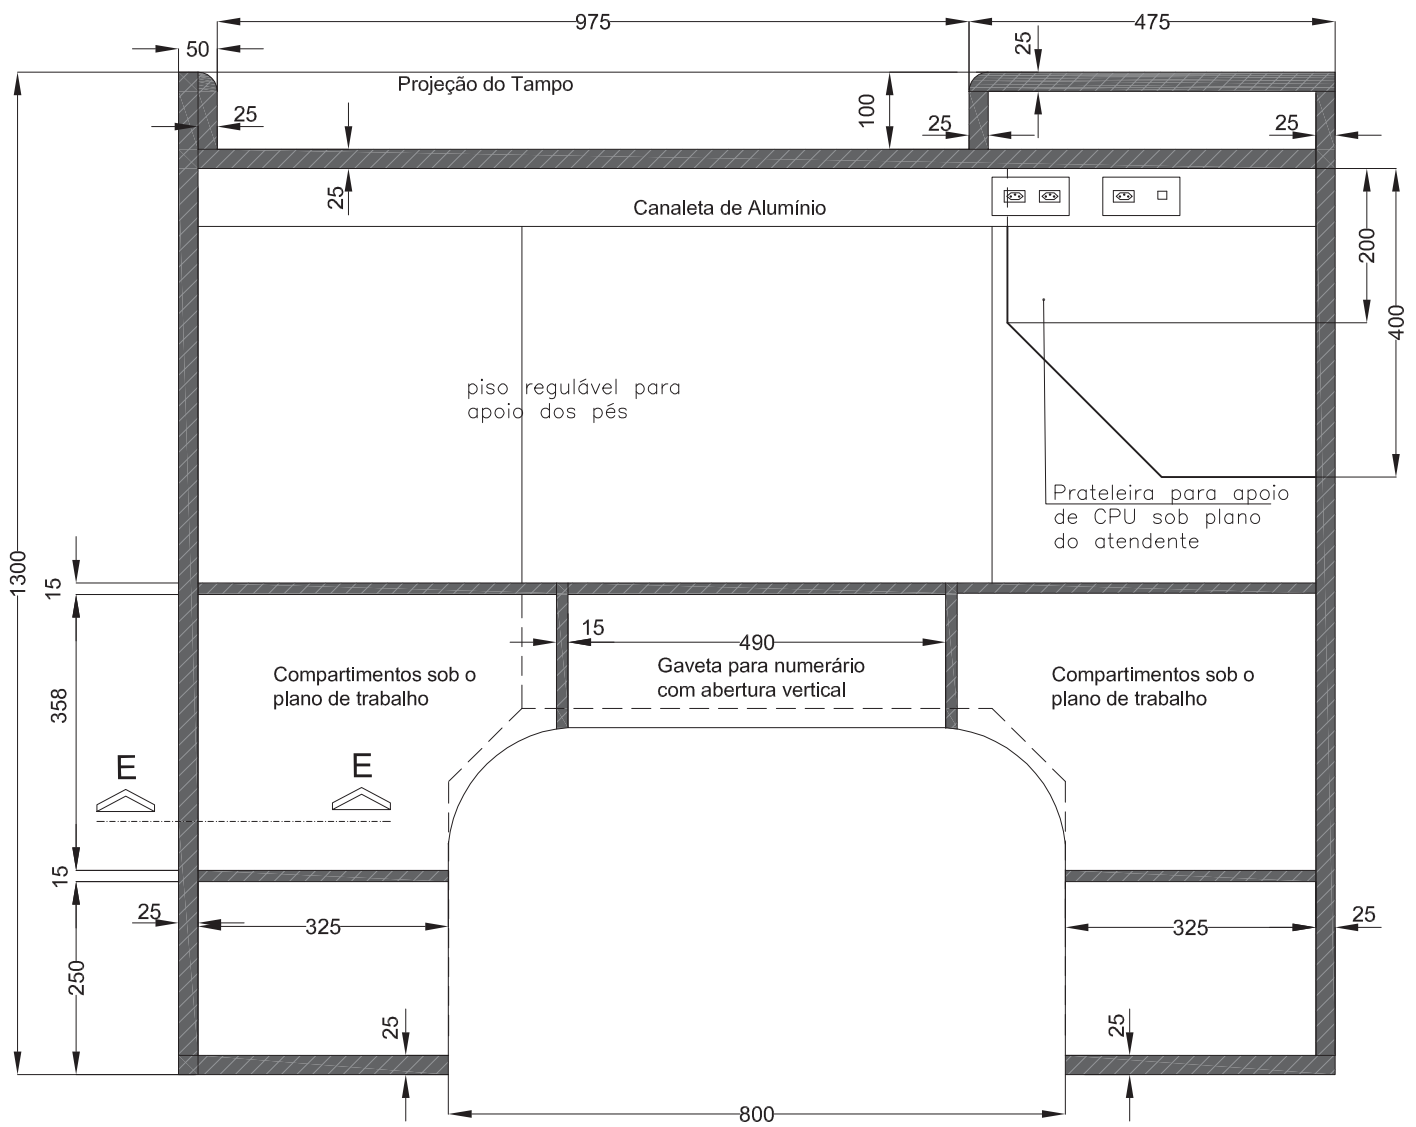 975
475
50
25
Projeção do Tampo
100
25
25
25
25
25
Canaleta de Alumínio
200
400
piso regulável para
apoio dos pés
Prateleira para apoio
de CPU sob plano
do atendente
1300
15
15
490
Gaveta para numerário
com abertura vertical
Compartimentos sob o
plano de trabalho
Compartimentos sob o
plano de trabalho
358
E
E
15
25
325
325
25
250
25
25
800